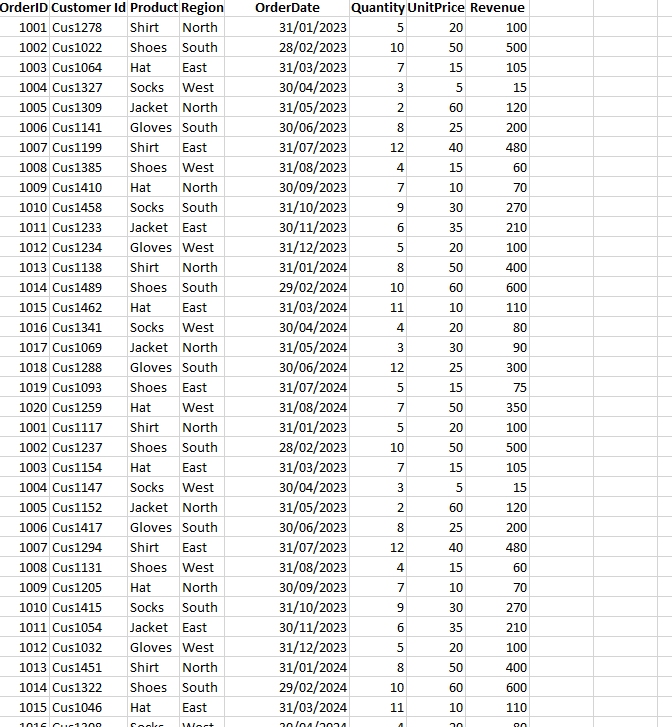 OrderID Customer Id Product Region OrderDate Quantity UnitPrice Revenue
1001 Cus1278 Shirt North 31/01/2023 5 20 100
1002 Cus1022 Shoes South 28/02/2023 10 50 500
1003 Cus1064 Hat East 31/03/2023 7 15 105
1004 Cus1327 Socks West 30/04/2023 3 5 15
1005 Cus1309 Jacket North 31/05/2023 2 60 120
1006 Cus1141 Gloves South 30/06/2023 8 25 200
1007 Cus1199 Shirt East 31/07/2023 12 40 480
1008 Cus1385 Shoes West 31/08/2023 4 15 60
1009 Cus1410 Hat North 30/09/2023 7 10 70
1010 Cus1458 Socks South 31/10/2023 9 30 270
1011 Cus1233 Jacket East 30/11/2023 6 35 210
1012 Cus1234 Gloves West 31/12/2023 5 20 100
1013 Cus1138 Shirt North 31/01/2024 8 50 400
1014 Cus1489 Shoes South 29/02/2024 10 60 600
1015 Cus1462 Hat East 31/03/2024 11 10 110
1016 Cus1341 Socks West 30/04/2024 4 20 80
1017 Cus1069 Jacket North 31/05/2024 3 30 90
1018 Cus1288 Gloves South 30/06/2024 12 25 300
1019 Cus1093 Shoes East 31/07/2024 5 15 75
1020 Cus1259 Hat West 31/08/2024 7 50 350
1001 Cus1117 Shirt North 31/01/2023 5 20 100
1002 Cus1237 Shoes South 28/02/2023 10 50 500
1003 Cus1154 Hat East 31/03/2023 7 15 105
1004 Cus1147 Socks West 30/04/2023 3 5 15
1005 Cus1152 Jacket North 31/05/2023 2 60 120
1006 Cus1417 Gloves South 30/06/2023 8 25 200
1007 Cus1294 Shirt East 31/07/2023 12 40 480
1008 Cus1131 Shoes West 31/08/2023 4 15 60
1009 Cus1205 Hat North 30/09/2023 7 10 70
1010 Cus1415 Socks South 31/10/2023 9 30 270
1011 Cus1054 Jacket East 30/11/2023 6 35 210
1012 Cus1032 Gloves West 31/12/2023 5 20 100
1013 Cus1451 Shirt North 31/01/2024 8 50 400
1014 Cus1322 Shoes South 29/02/2024 10 60 600
1015 Cus1046 Hat East 31/03/2024 11 10 110